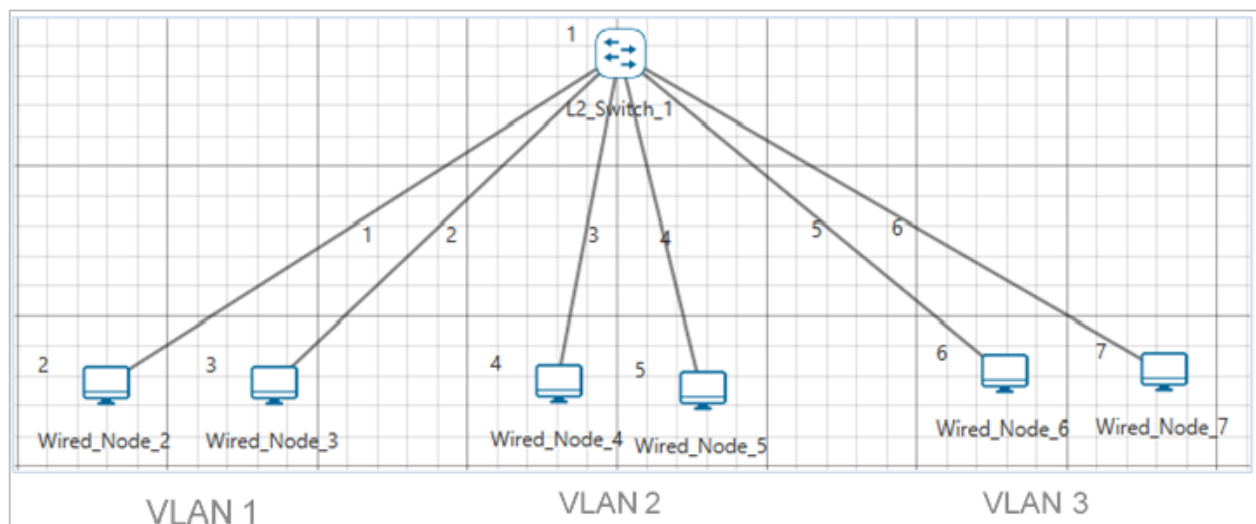 1
L2_Switch_1
1
2
3
4
5
6
2
3
4
5
6
7
Wired_Node_2
Wired_Node_3
Wired_Node_4
Wired_Node_5
Wired_Node_6
Wired_Node_7
VLAN 1
VLAN 2
VLAN 3